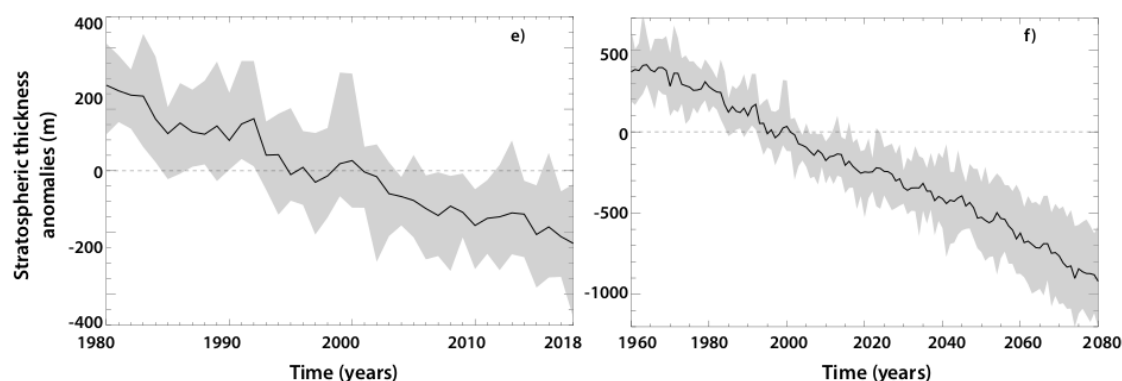 Stratospheric thickness
anomalies (m)
400
200
0
-200
-400
e)
1980 1990 2000 2010 2018
Time (years)
500
0
-500
-1000
f)
1960 1980 2000 2020 2040 2060 2080
Time (years)